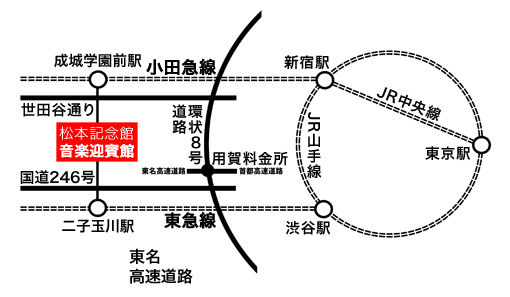 成城学園前駅
小田急線
新宿駅
JR中央線
世田谷通り
環状8号
道路
JR山手線
松本記念館
音楽迎賓館
東京駅
用賀料金所
東名高速道路
首都高速道路
国道246号
二子玉川駅
東急線
渋谷駅
東名
高速道路